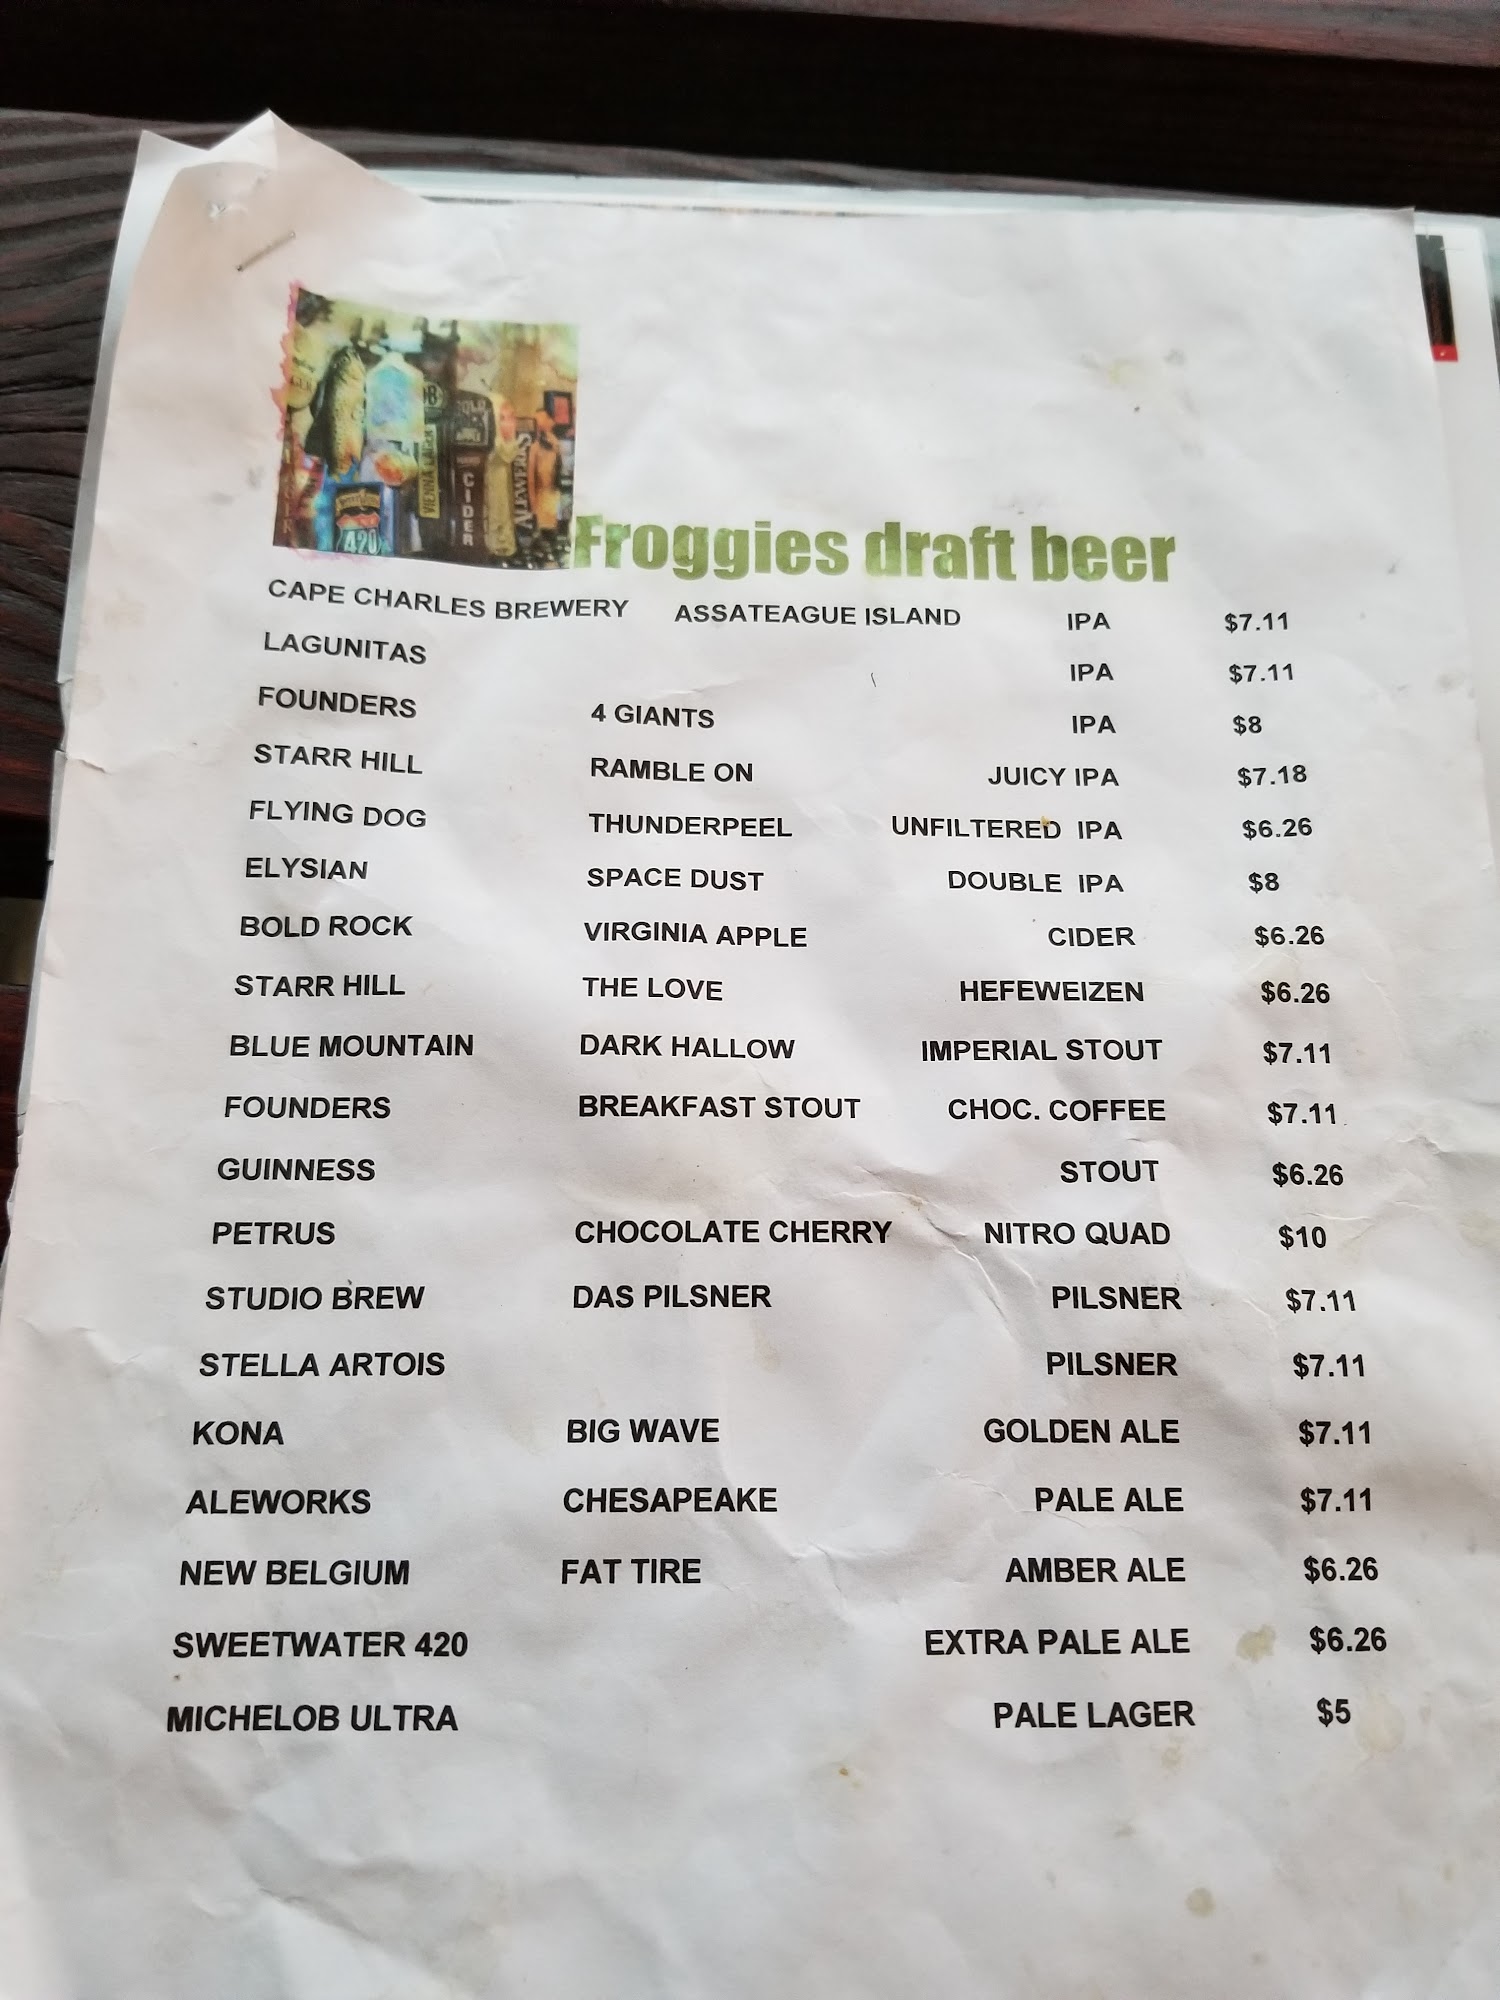 420
VIENNA LAGER
CIDER
ALEWERKS
Froggies draft beer
CAPE CHARLES BREWERY ASSATEAGUE ISLAND IPA $7.11
LAGUNITAS IPA $7.11
FOUNDERS 4 GIANTS IPA $8
STARR HILL RAMBLE ON JUICY IPA $7.18
FLYING DOG THUNDERPEEL UNFILTERED IPA $6.26
ELYSIAN SPACE DUST DOUBLE IPA $8
BOLD ROCK VIRGINIA APPLE CIDER $6.26
STARR HILL THE LOVE HEFEWEIZEN $6.26
BLUE MOUNTAIN DARK HALLOW IMPERIAL STOUT $7.11
FOUNDERS BREAKFAST STOUT CHOC. COFFEE $7.11
GUINNESS STOUT $6.26
PETRUS CHOCOLATE CHERRY NITRO QUAD $10
STUDIO BREW DAS PILSNER PILSNER $7.11
STELLA ARTOIS PILSNER $7.11
KONA BIG WAVE GOLDEN ALE $7.11
ALEWORKS CHESAPEAKE PALE ALE $7.11
NEW BELGIUM FAT TIRE AMBER ALE $6.26
SWEETWATER 420 EXTRA PALE ALE $6.26
MICHELOB ULTRA PALE LAGER $5